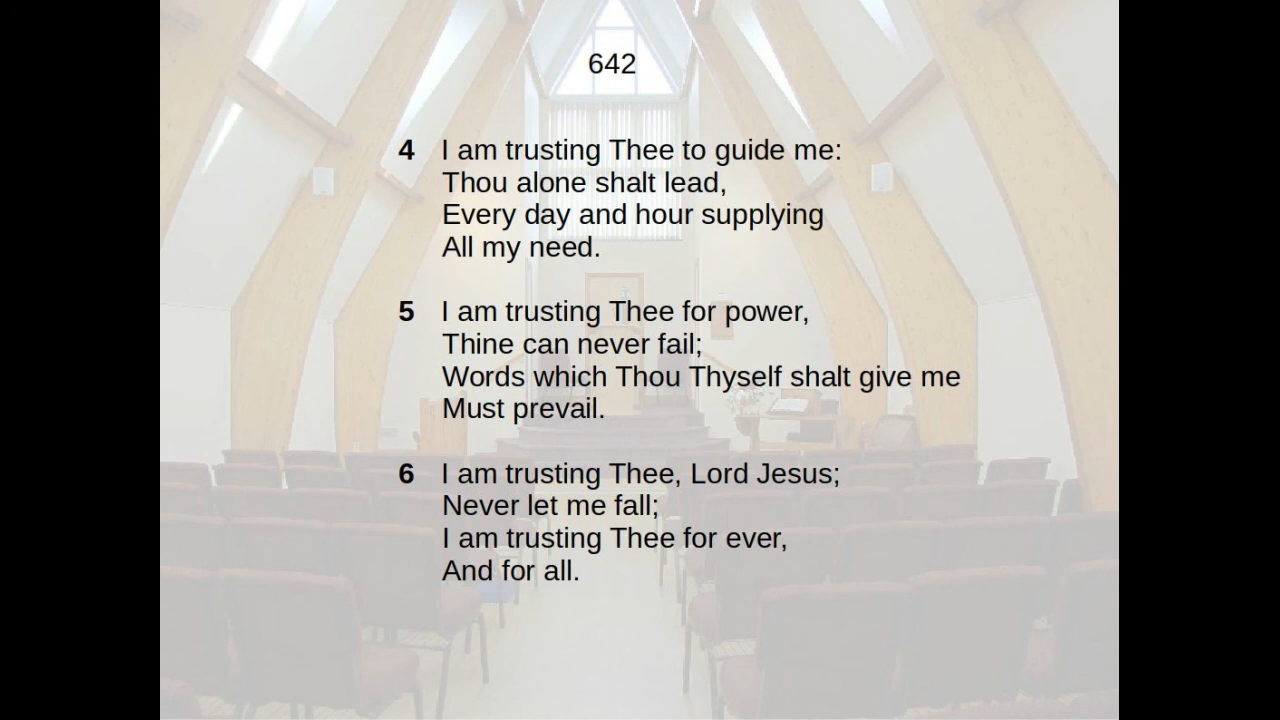 642
4 I am trusting Thee to guide me:
Thou alone shalt lead,
Every day and hour supplying
All my need.
5 I am trusting Thee for power,
Thine can never fail;
Words which Thou Thyself shalt give me
Must prevail.
6 I am trusting Thee, Lord Jesus;
Never let me fall;
I am trusting Thee for ever,
And for all.